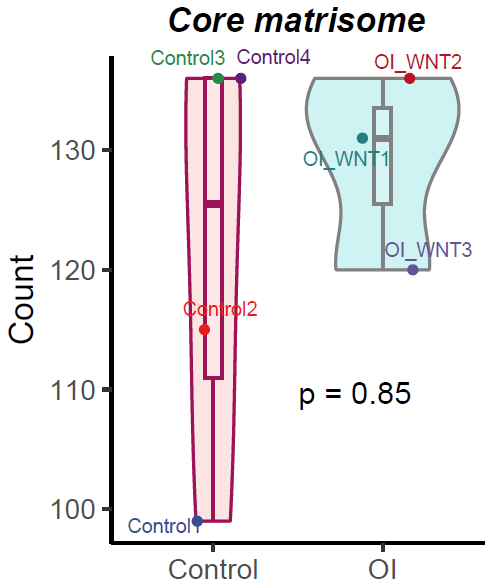 Core matrisome
Control3 Control4 OI_WNT2
130
OI_WNT1
Count
120
OI_WNT3
Control2
110
p = 0.85
100
Control1
Control OI